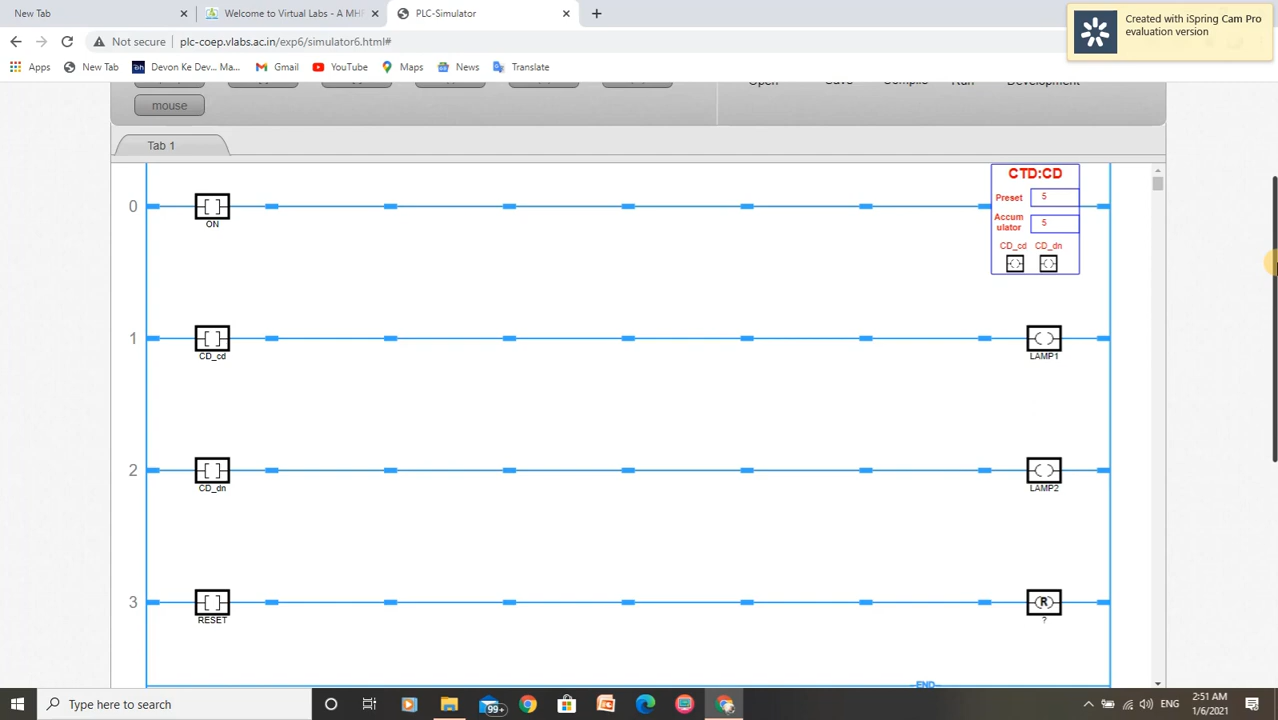 New Tab
Welcome to Virtual Labs - A MHR
PLC-Simulator
Created with iSpring Cam Pro
evaluation version
Not secure
plc-coep.vlabs.ac.in/exp6/simulator6.html#
Apps
New Tab
Devon Ke Dev... Ma...
Gmail
YouTube
Maps
News
Translate
Open
Save
Compile
Run
Development
mouse
Tab 1
0
ON
CTD:CD
Preset
5
Accum
ulator
5
CD_cd CD_dn
1
CD_cd
LAMP1
2
CD_dn
LAMP2
3
RESET
R
?
END
Type here to search
99+
ENG
2:51 AM
1/6/2021